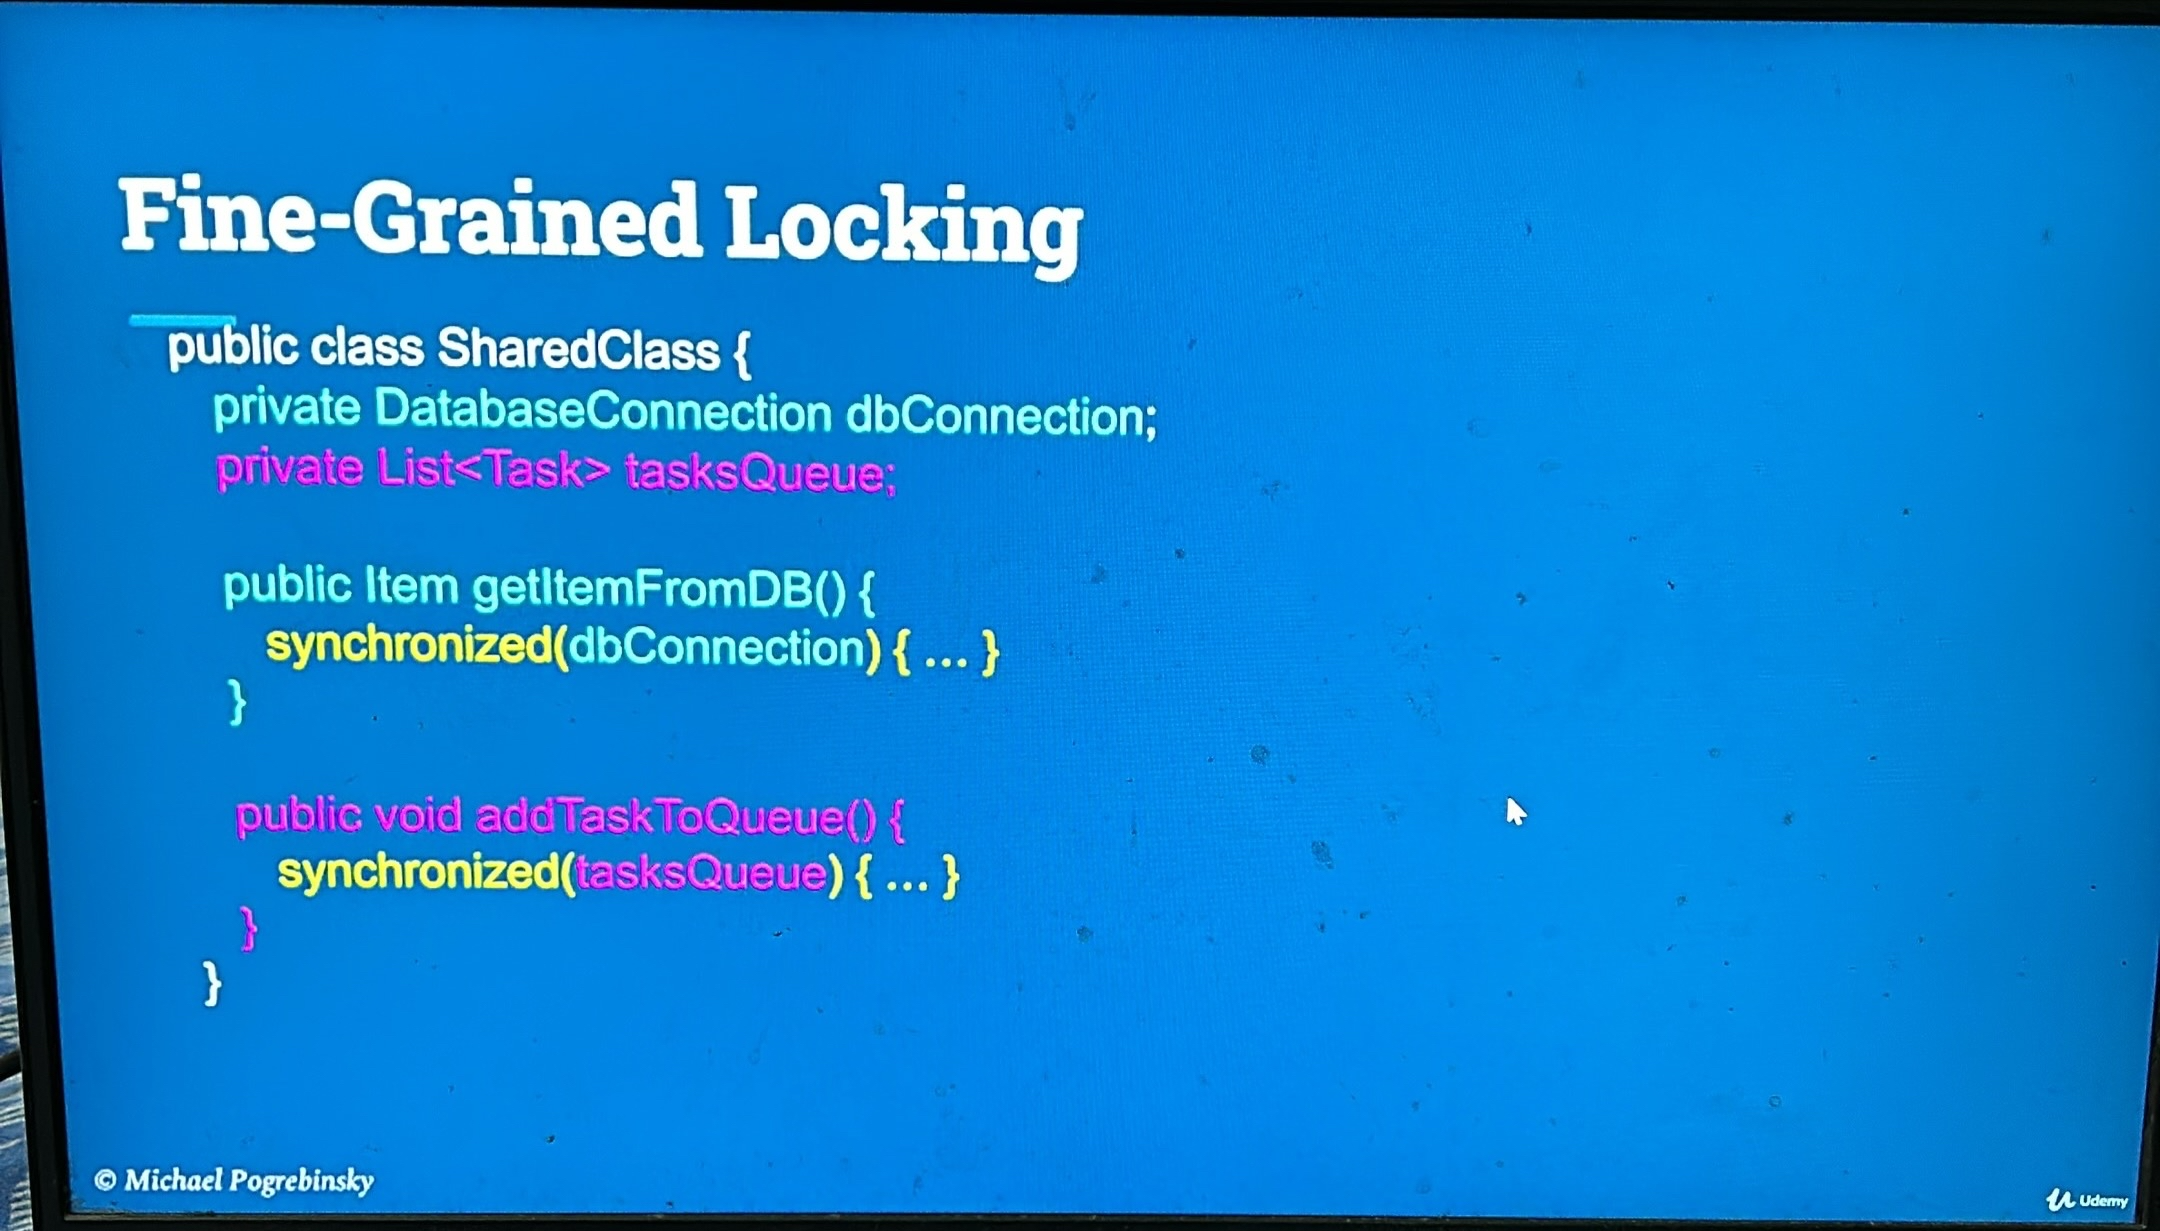 Fine-Grained Locking
public class SharedClass {
private DatabaseConnection dbConnection;
private List<Task> tasksQueue;
public Item getItemFromDB() {
synchronized(dbConnection) { ... }
}
public void addTaskToQueue() {
synchronized(tasksQueue) { ... }
}
}
© Michael Pogrebinsky
Udemy